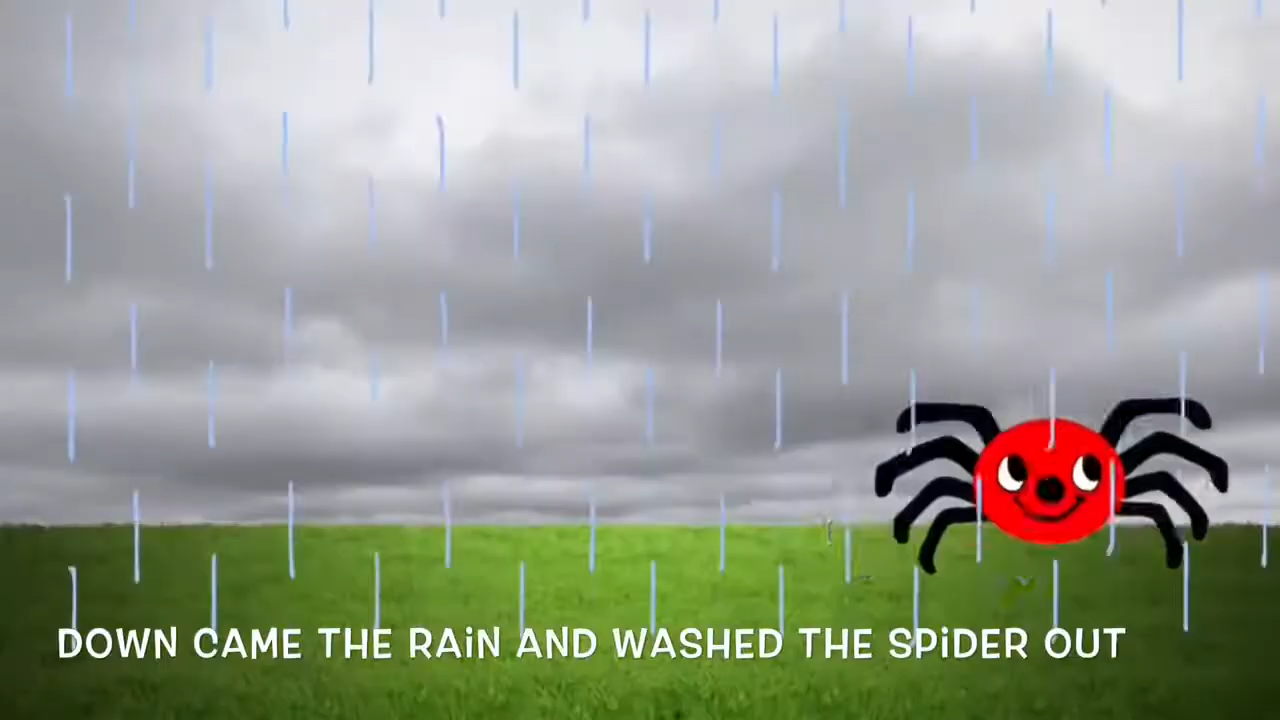 DOWN CAME THE RAiN AND WASHED THE SPiDER OUT